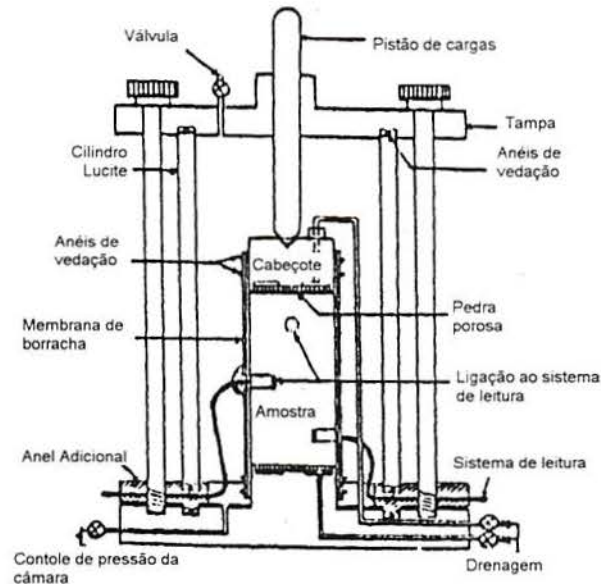 Válvula
Pistão de cargas
Tampa
Cilindro
Lucite
Anéis de
vedação
Anéis de
vedação
Cabeçote
Membrana de
borracha
Pedra
porosa
Ligação ao sistema
de leitura
Amostra
Anel Adicional
Sistema de leitura
Contole de pressão da
câmara
Drenagem